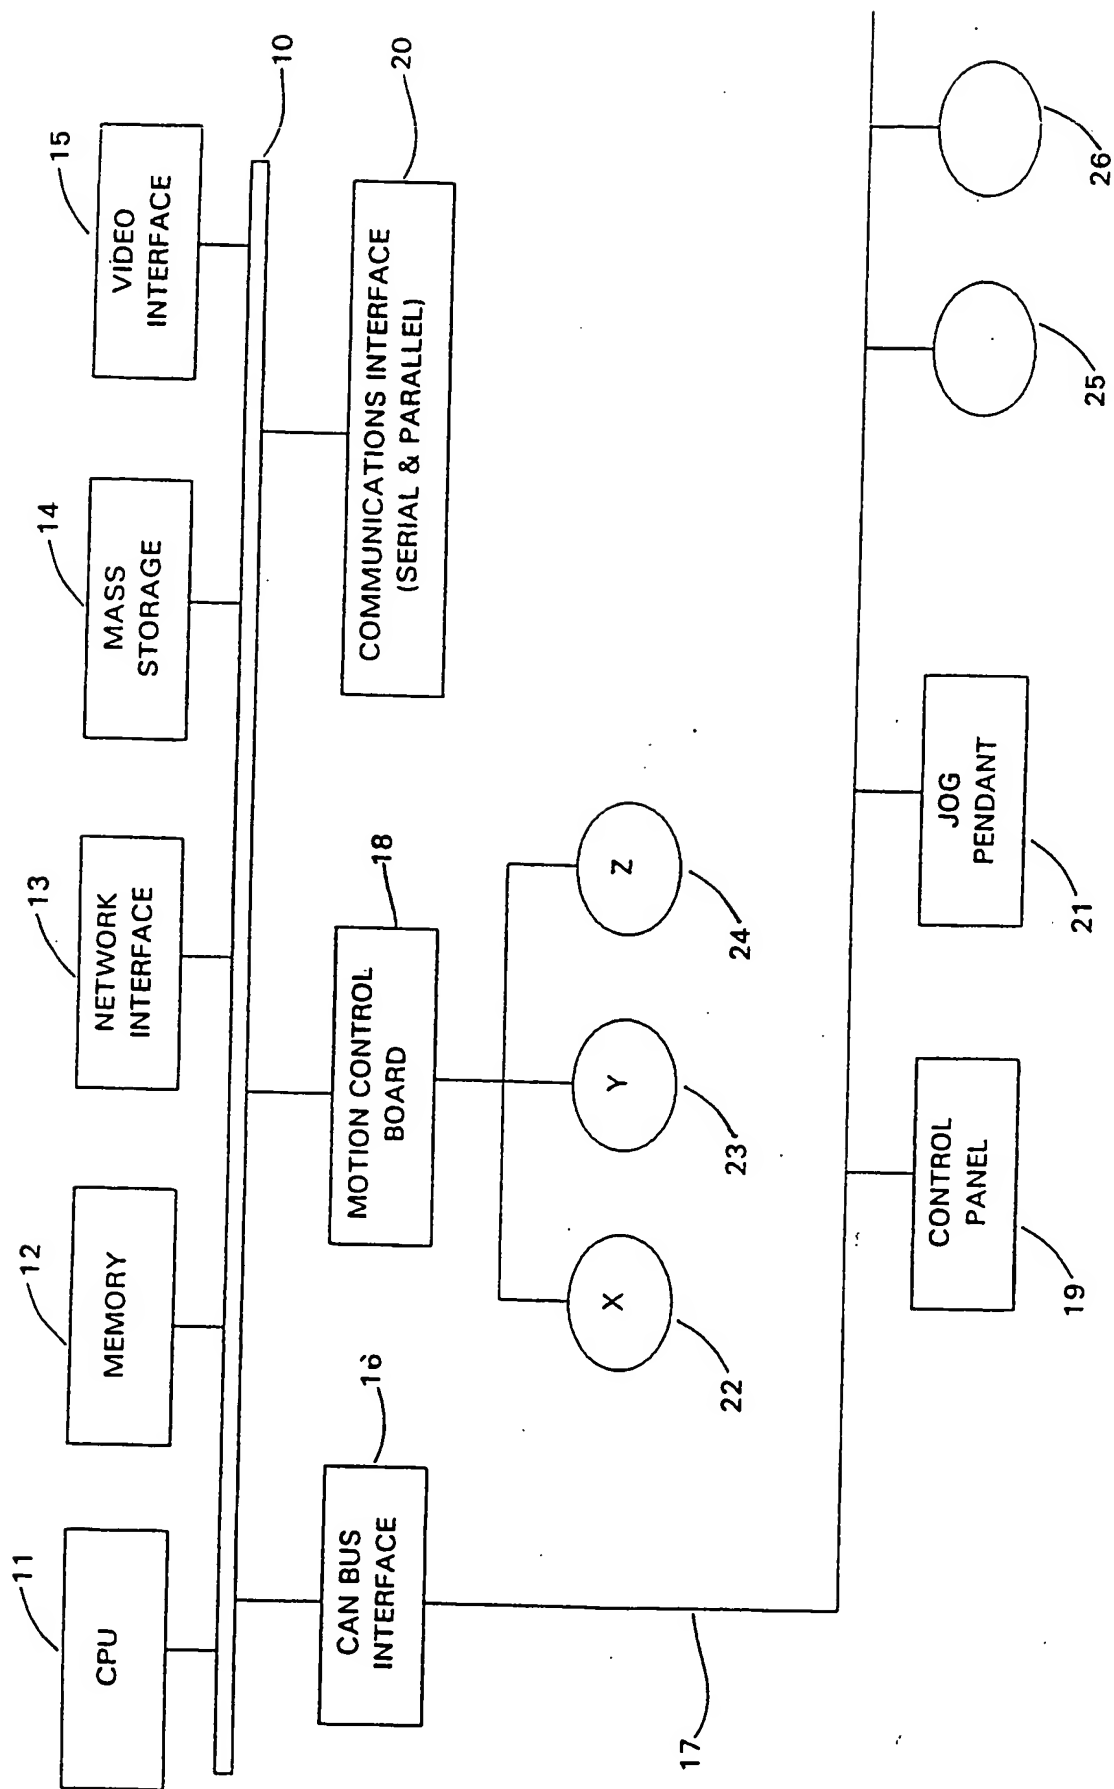 11
CPU
12
MEMORY
13
NETWORK
INTERFACE
14
MASS
STORAGE
15
VIDEO
INTERFACE
10
16
CAN BUS
INTERFACE
18
MOTION CONTROL
BOARD
20
COMMUNICATIONS INTERFACE
(SERIAL & PARALLEL)
X
22
Y
23
Z
24
17
CONTROL
PANEL
19
JOG
PENDANT
21
25
26